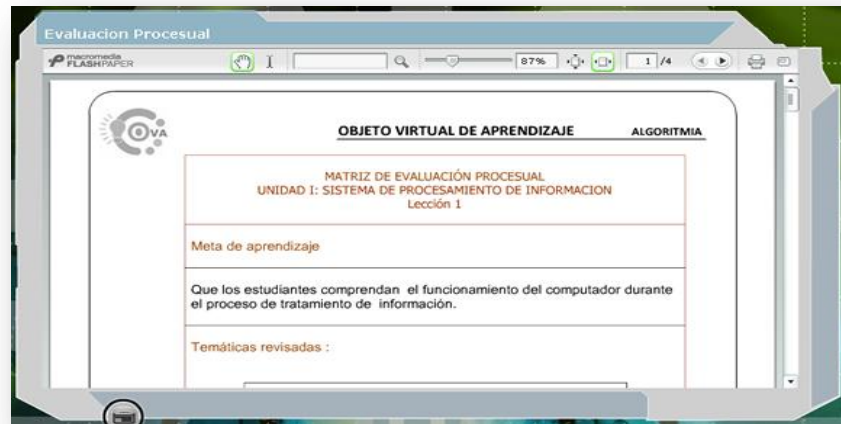 Evaluacion Procesual
macromedia
FLASHPAPER
87%
1 /4
OVA
OBJETO VIRTUAL DE APRENDIZAJE ALGORITMIA
MATRIZ DE EVALUACIÓN PROCESUAL
UNIDAD I: SISTEMA DE PROCESAMIENTO DE INFORMACION
Lección 1
Meta de aprendizaje
Que los estudiantes comprendan el funcionamiento del computador durante
el proceso de tratamiento de información.
Temáticas revisadas :